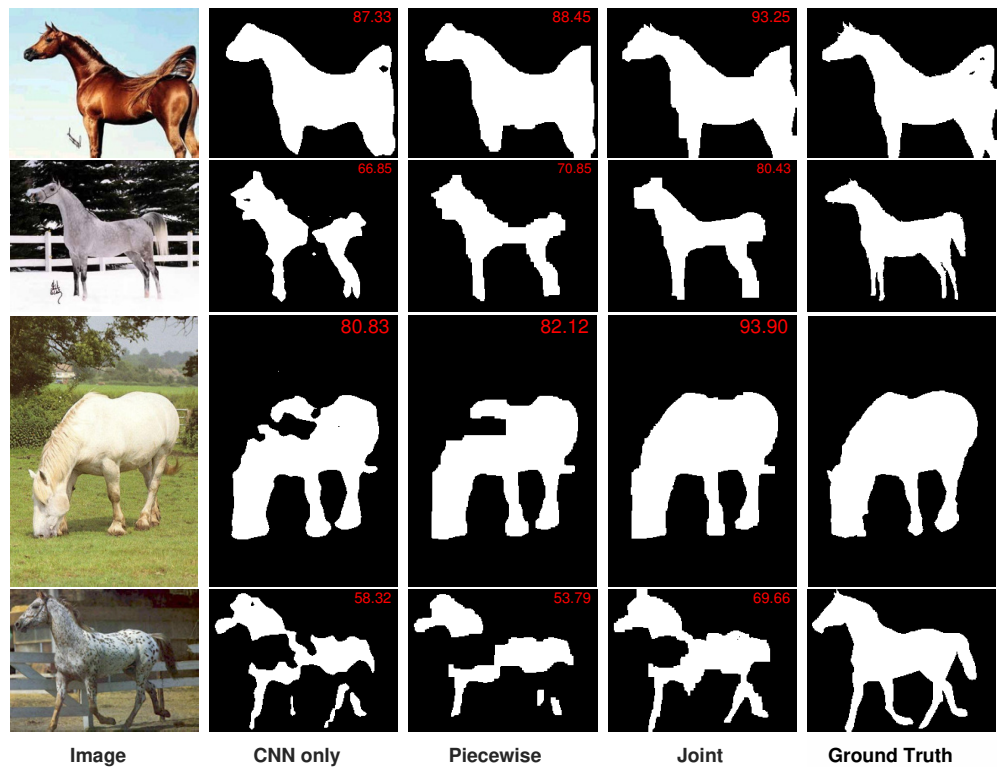 87.33 88.45 93.25
66.85 70.85 80.43
80.83 82.12 93.90
58.32 53.79 69.66
Image CNN only Piecewise Joint Ground Truth